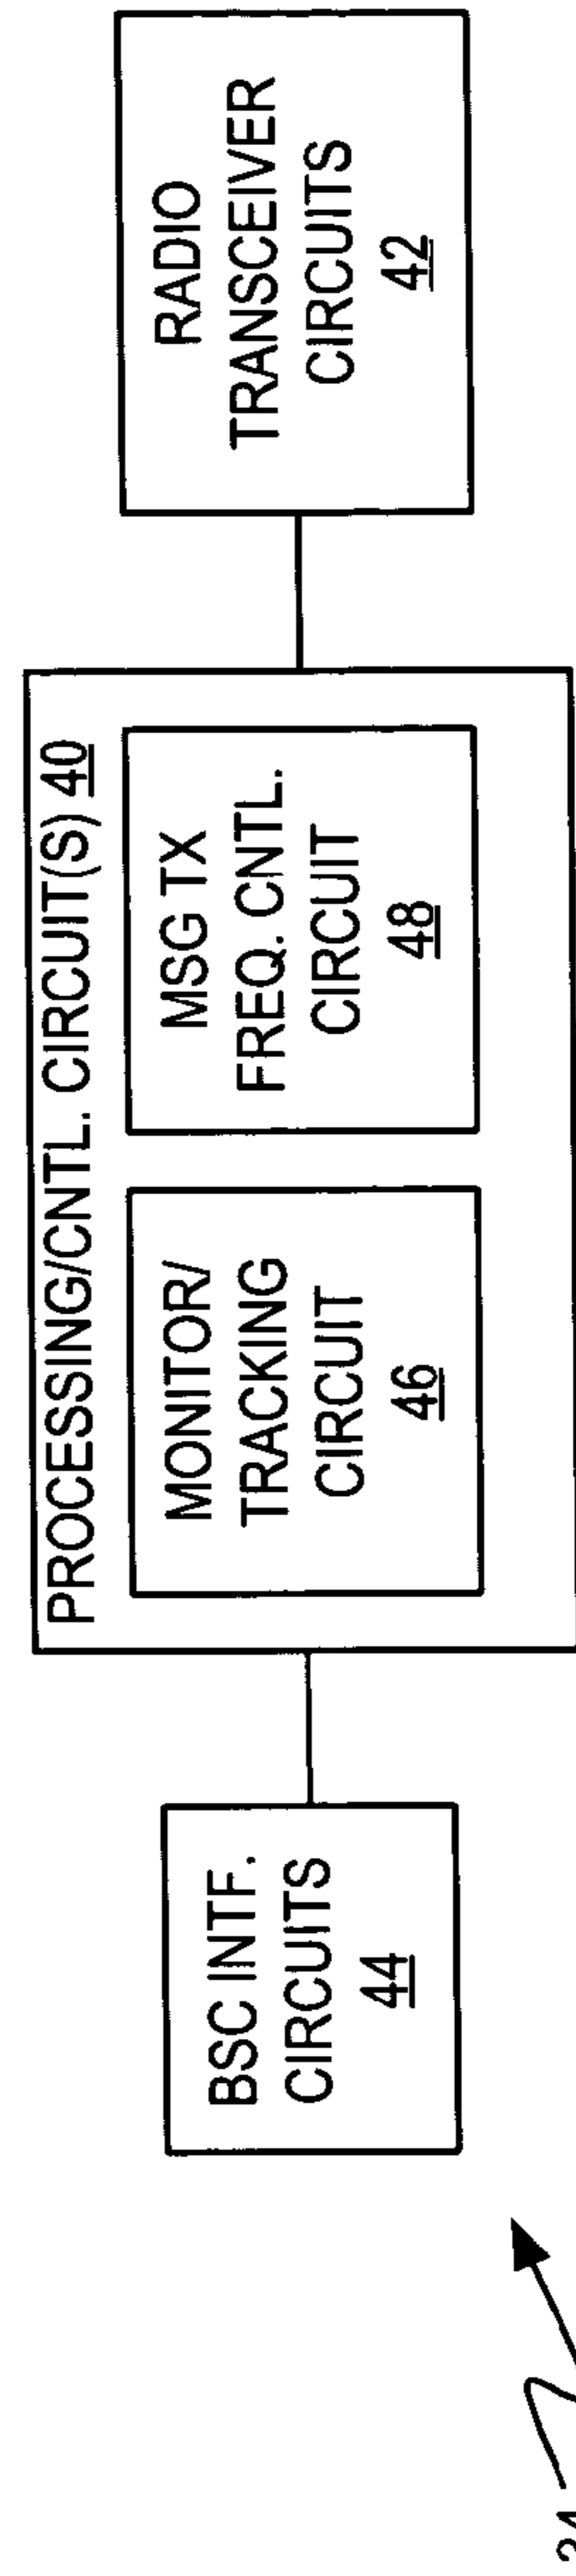 PROCESSING/CNTL. CIRCUIT(S) 40
BSC INTF.
CIRCUITS
44
MONITOR/
TRACKING
CIRCUIT
46
MSG TX
FREQ. CNTL.
CIRCUIT
48
RADIO
TRANSCEIVER
CIRCUITS
42